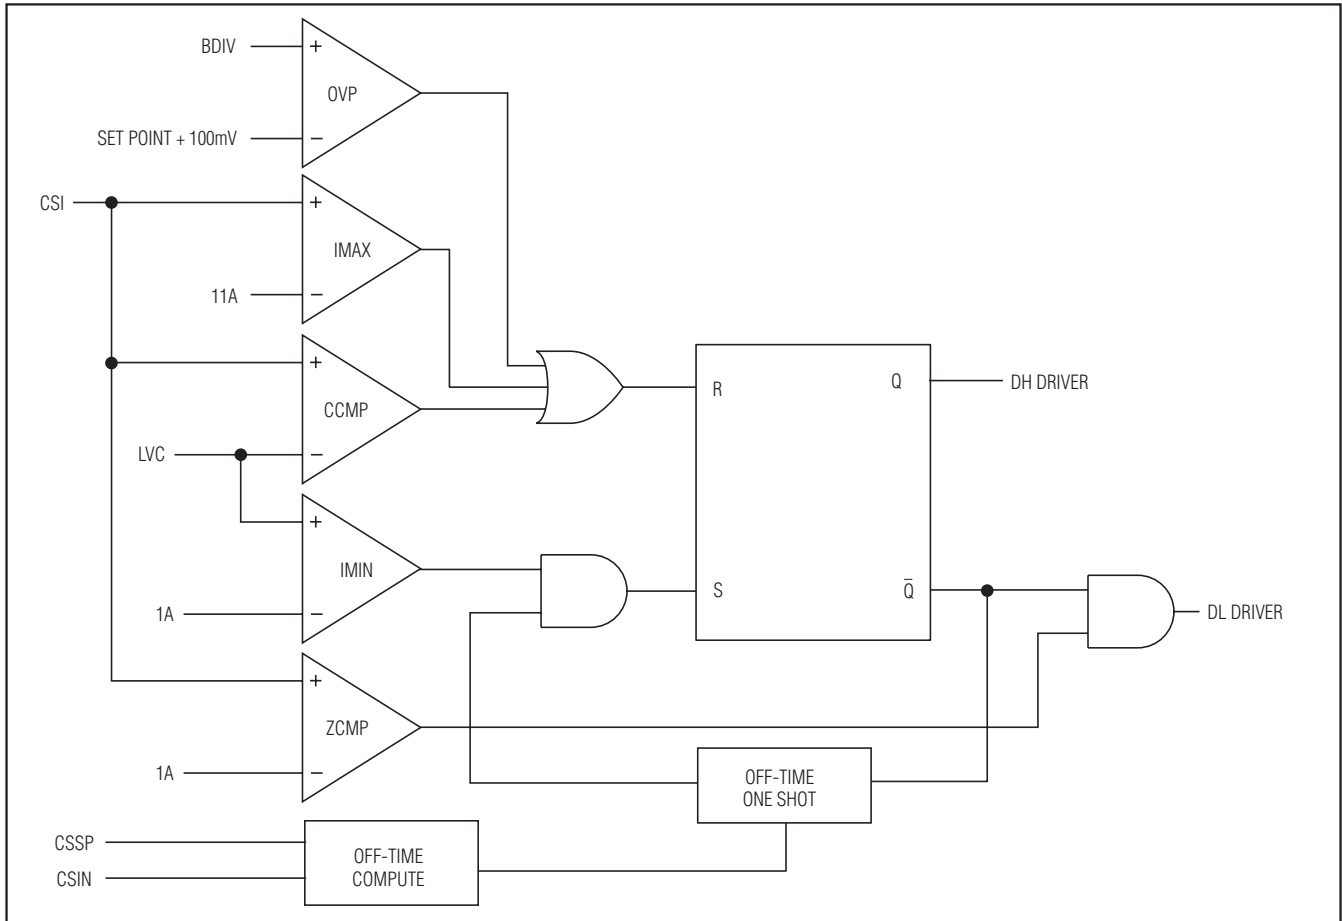 BDIV
+
OVP
SET POINT + 100mV
−
CSI
+
IMAX
11A
−
+
CCMP
LVC
−
+
IMIN
1A
−
+
ZCMP
1A
−
R
Q
DH DRIVER
S
Q̅
DL DRIVER
OFF-TIME
ONE SHOT
CSSP
CSIN
OFF-TIME
COMPUTE